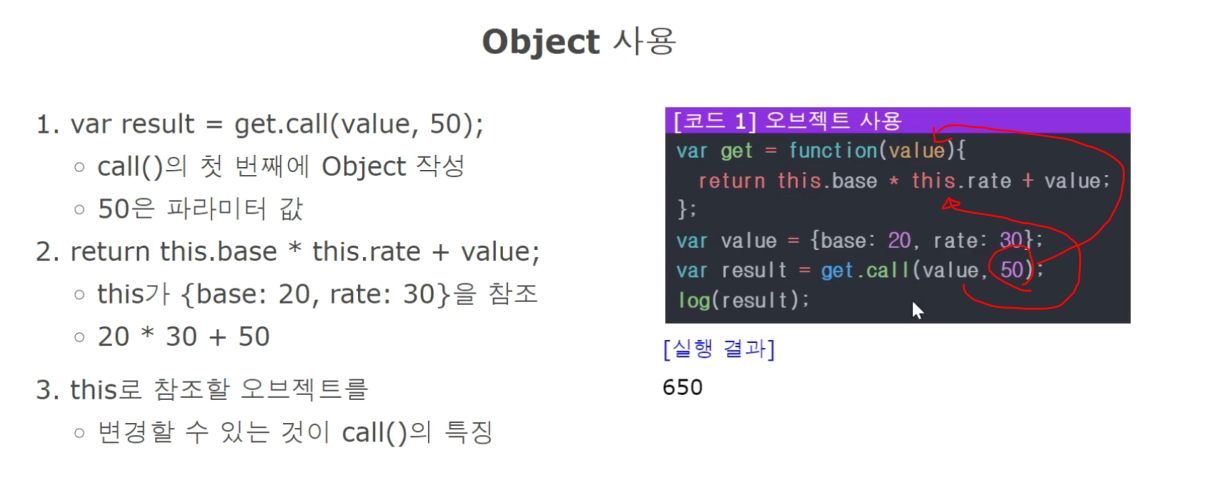 Object 사용
1. var result = get.call(value, 50);
○ call()의 첫 번째에 Object 작성
○ 50은 파라미터 값
2. return this.base * this.rate + value;
○ this가 {base: 20, rate: 30}을 참조
○ 20 * 30 + 50
3. this로 참조할 오브젝트를
○ 변경할 수 있는 것이 call()의 특징
[코드 1] 오브젝트 사용
var get = function(value){
return this.base * this.rate + value;
};
var value = {base: 20, rate: 30};
var result = get.call(value, 50);
log(result);
[실행 결과]
650